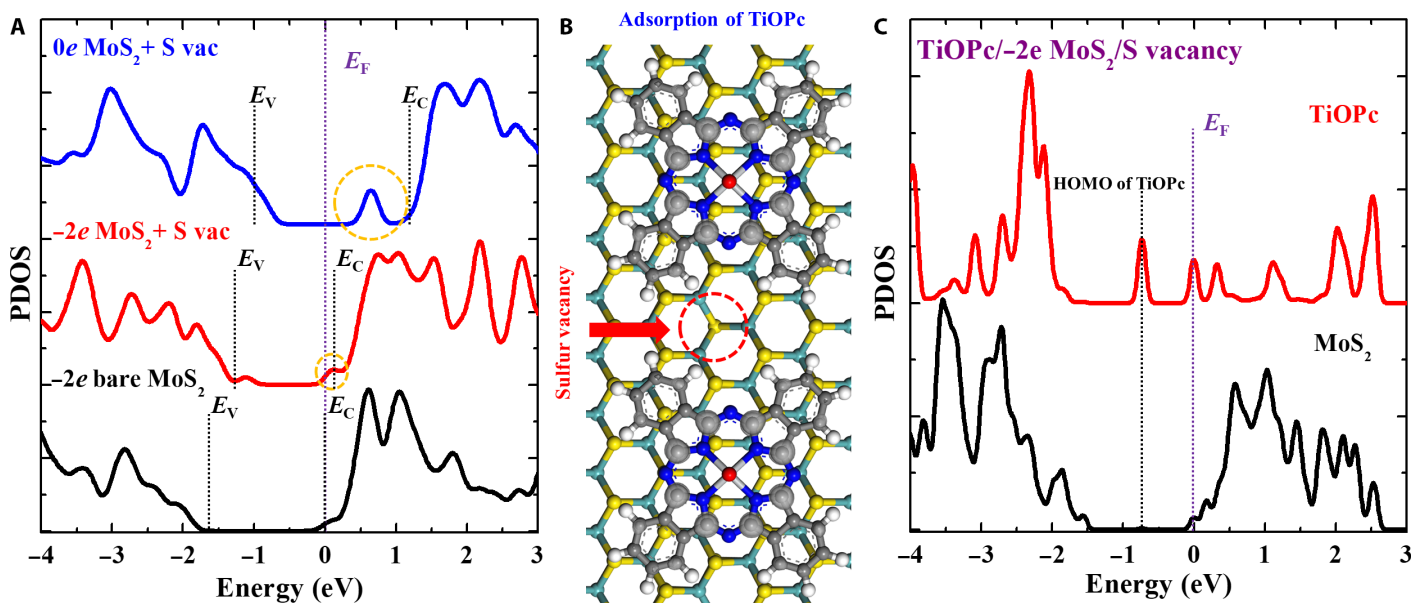 A
0e MoS2 + S vac
EF
EV
EC
−2e MoS2 + S vac
EV
EC
−2e bare MoS2
EV
EC
PDOS
−4 −3 −2 −1 0 1 2 3
Energy (eV)
B
Adsorption of TiOPc
Sulfur vacancy
C
TiOPc/−2e MoS2/S vacancy
TiOPc
EF
HOMO of TiOPc
MoS2
PDOS
−4 −3 −2 −1 0 1 2 3
Energy (eV)